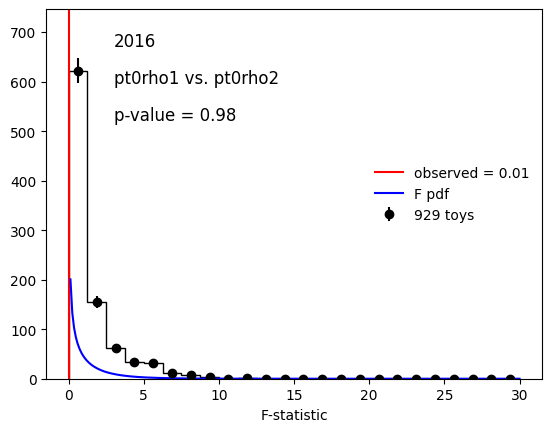 2016
pt0rho1 vs. pt0rho2
p-value = 0.98
observed = 0.01
F pdf
929 toys
700
600
500
400
300
200
100
0
0 5 10 15 20 25 30
F-statistic